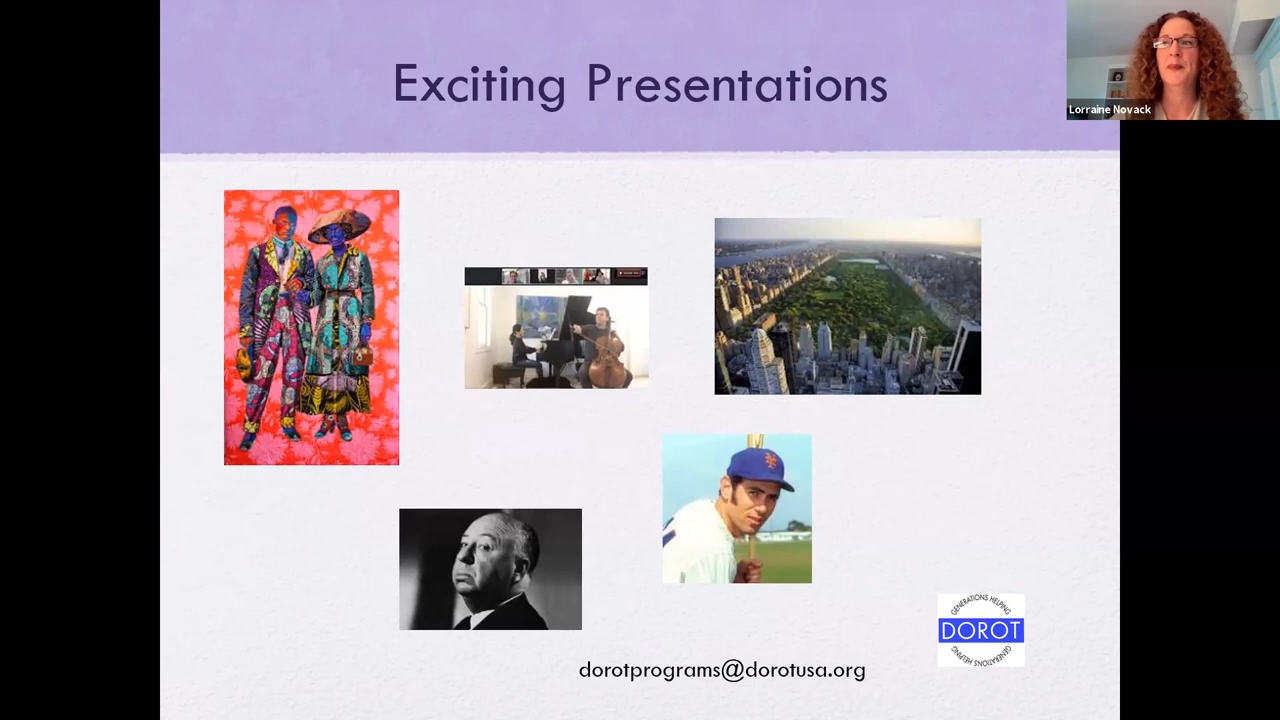 Exciting Presentations
Lorraine Novack
GENERATIONS HELPING
DOROT
GENERATIONS HELPING
dorotprograms@dorotusa.org